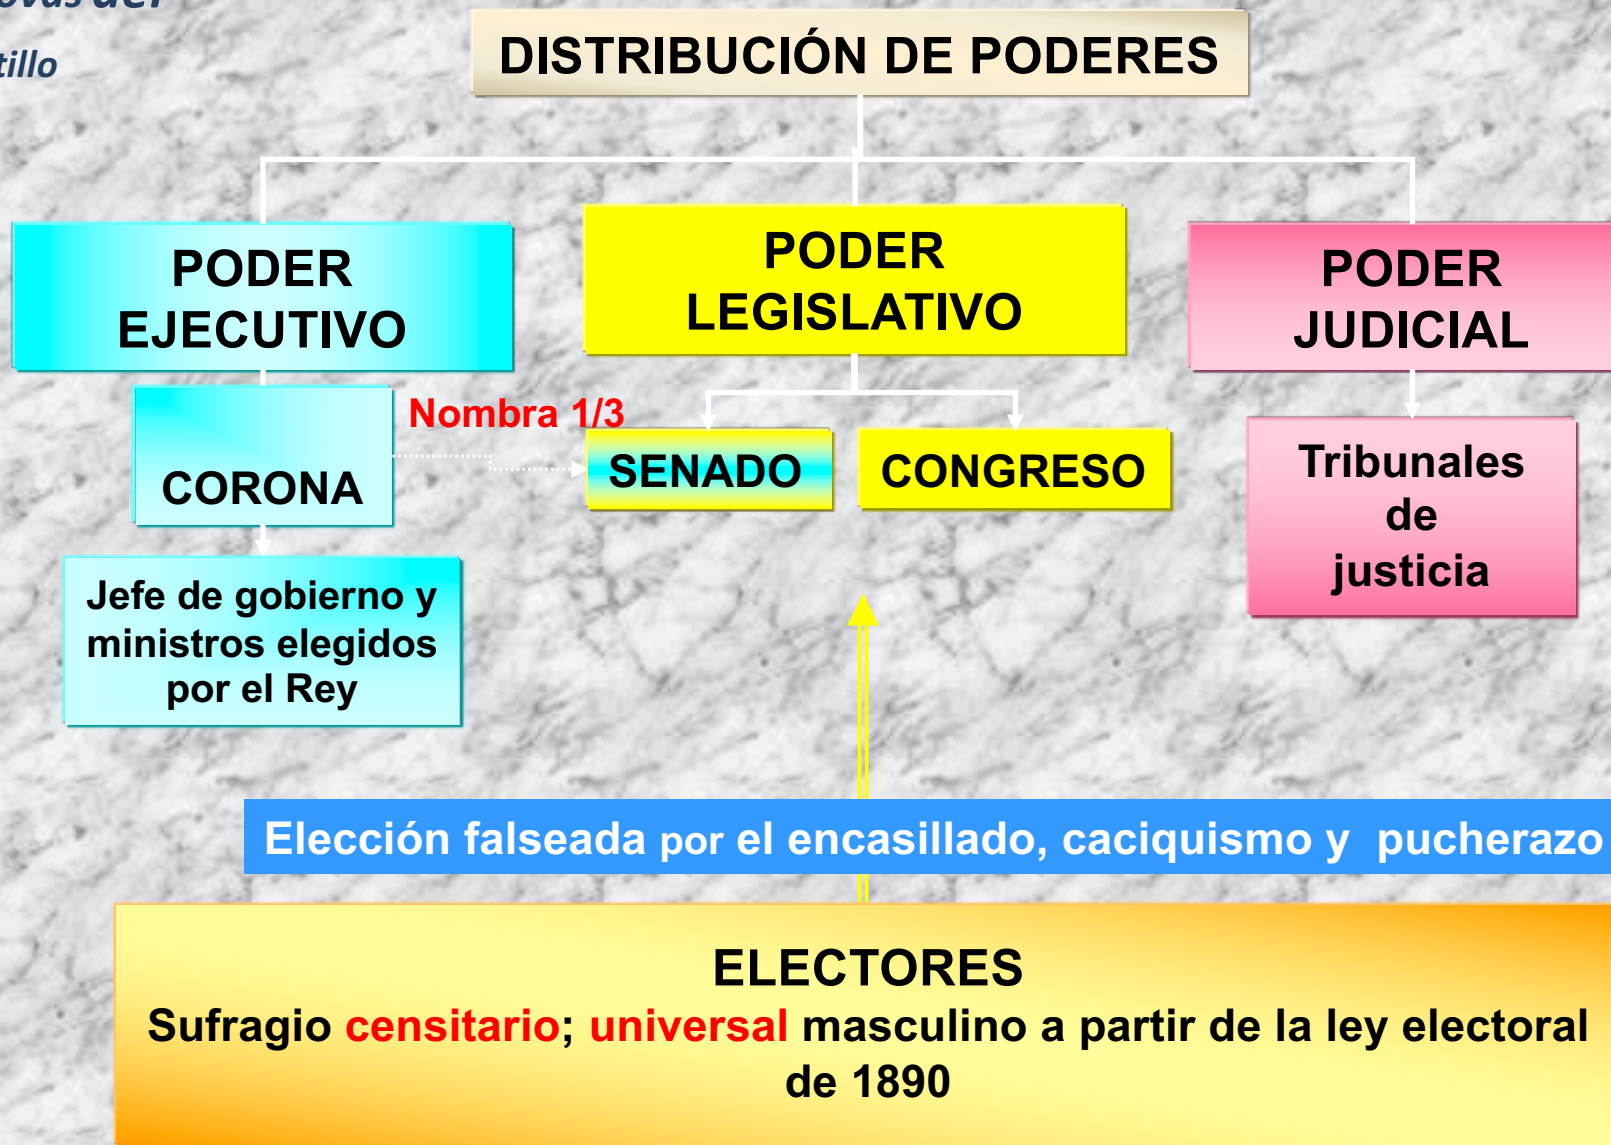 del
tillo
DISTRIBUCIÓN DE PODERES
PODER
EJECUTIVO
PODER
LEGISLATIVO
PODER
JUDICIAL
Nombra 1/3
CORONA
SENADO
CONGRESO
Tribunales
de
justicia
Jefe de gobierno y
ministros elegidos
por el Rey
Elección falseada por el encasillado, caciquismo y pucherazo
ELECTORES
Sufragio censitario; universal masculino a partir de la ley electoral
de 1890